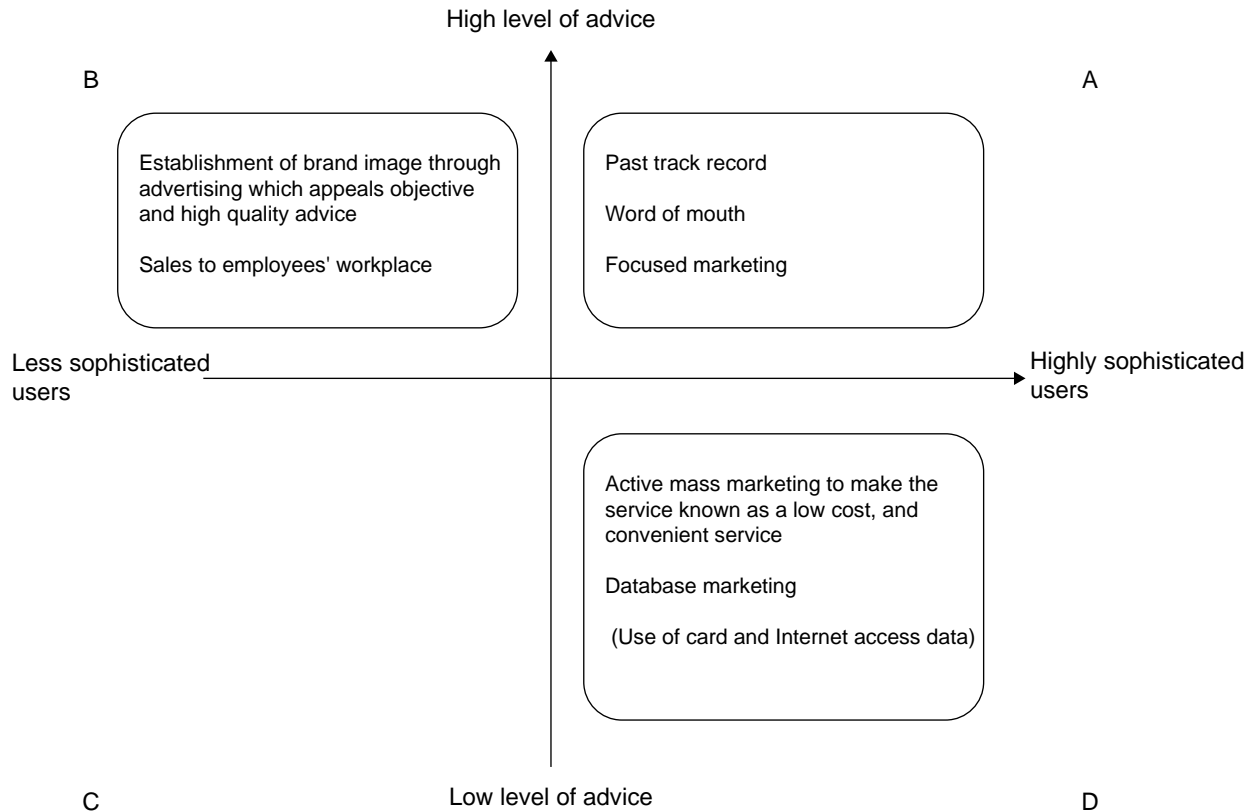 High level of advice
B
A
Establishment of brand image through
advertising which appeals objective
and high quality advice
Sales to employees' workplace
Past track record
Word of mouth
Focused marketing
Less sophisticated
users
Highly sophisticated
users
Active mass marketing to make the
service known as a low cost, and
convenient service
Database marketing
(Use of card and Internet access data)
C
Low level of advice
D